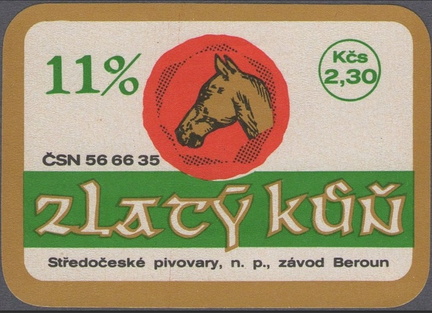 11%
Kčs
2,30
ČSN 56 66 35
zlatý kůň
Středočeské pivovary, n. p., závod Beroun